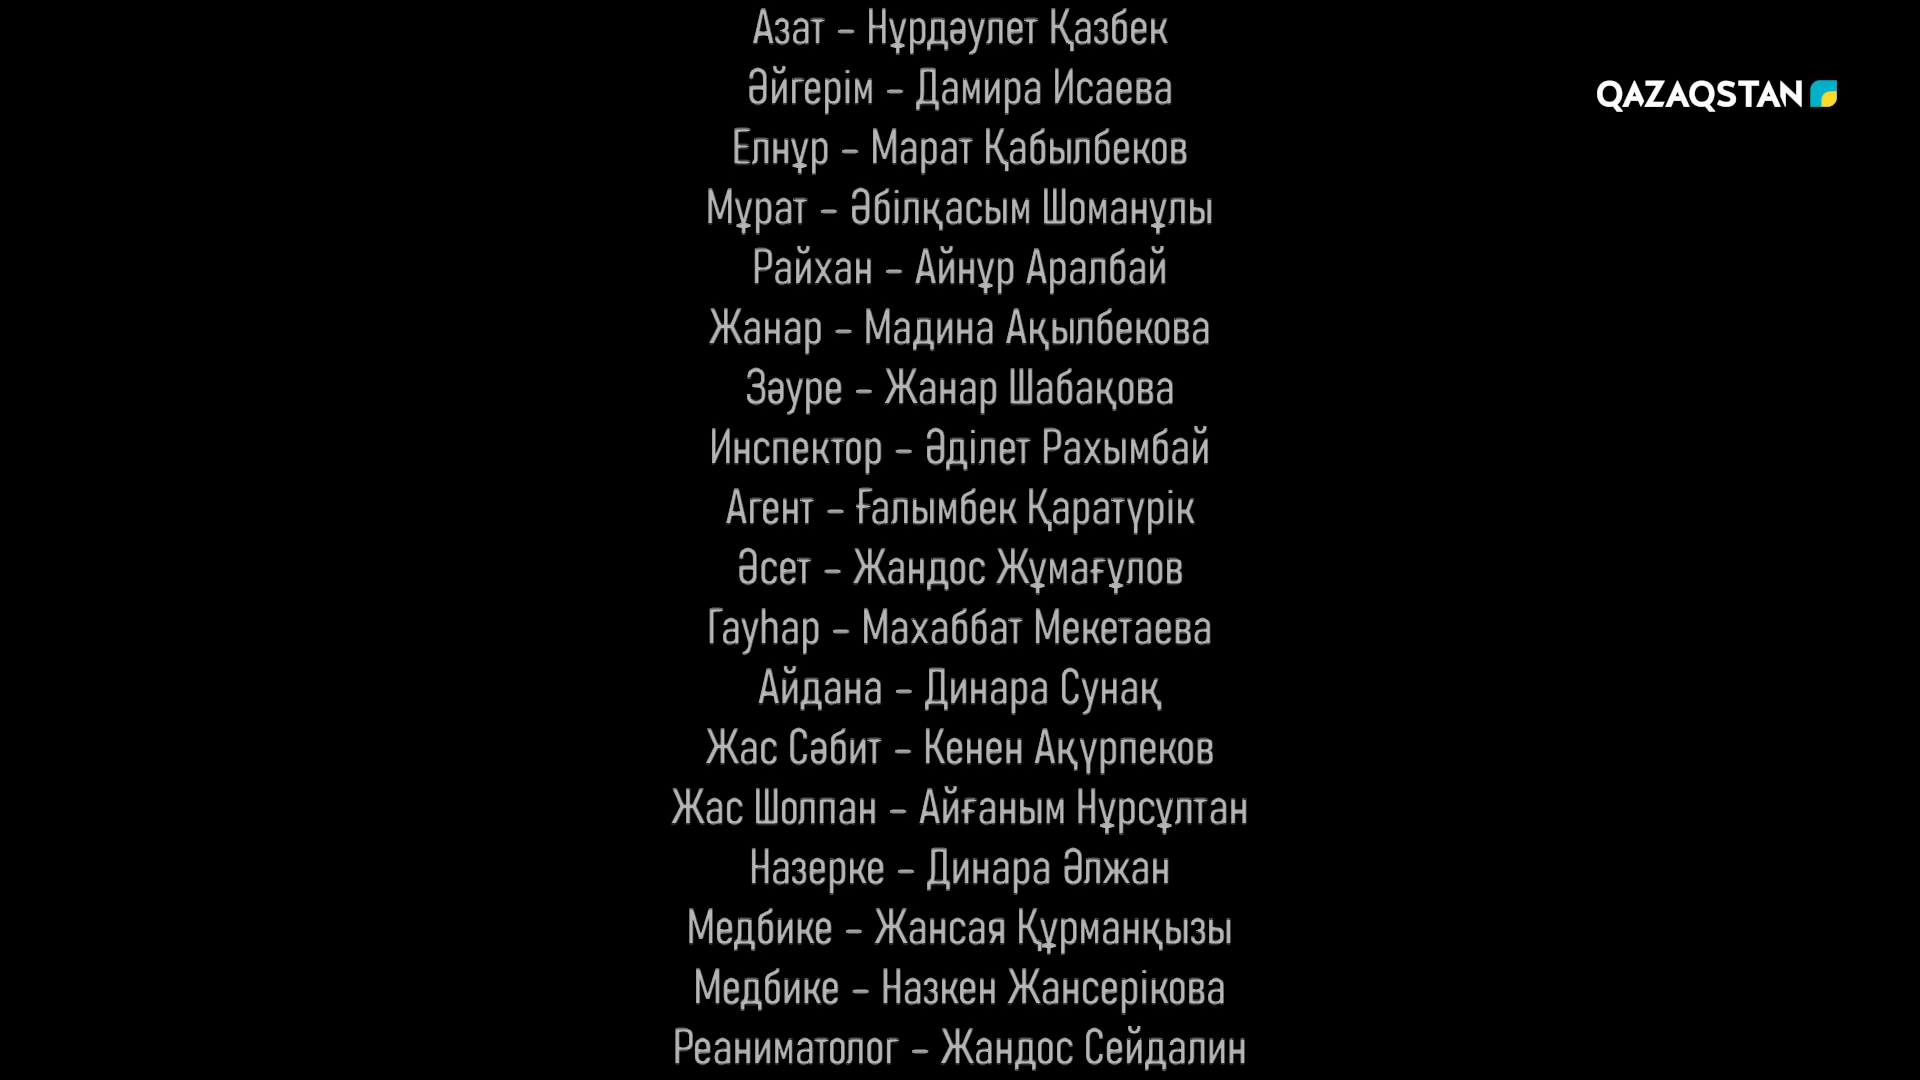 Азат – Нұрдәулет Қазбек
Әйгерім – Дамира Исаева
QAZAQSTAN
Елнұр – Марат Қабылбеков
Мұрат – Әбілқасым Шоманұлы
Райхан – Айнұр Аралбай
Жанар – Мадина Ақылбекова
Зәуре – Жанар Шабақова
Инспектор – Әділет Рахымбай
Агент – Ғалымбек Қаратүрік
Әсет – Жандос Жұмағұлов
Гауһар – Махаббат Мекетаева
Айдана – Динара Сунақ
Жас Сәбит – Кенен Ақүрпеков
Жас Шолпан – Айғаным Нұрсұлтан
Назерке – Динара Әлжан
Медбике – Жансая Құрманқызы
Медбике – Назкен Жансерікова
Реаниматолог – Жандос Сейдалин